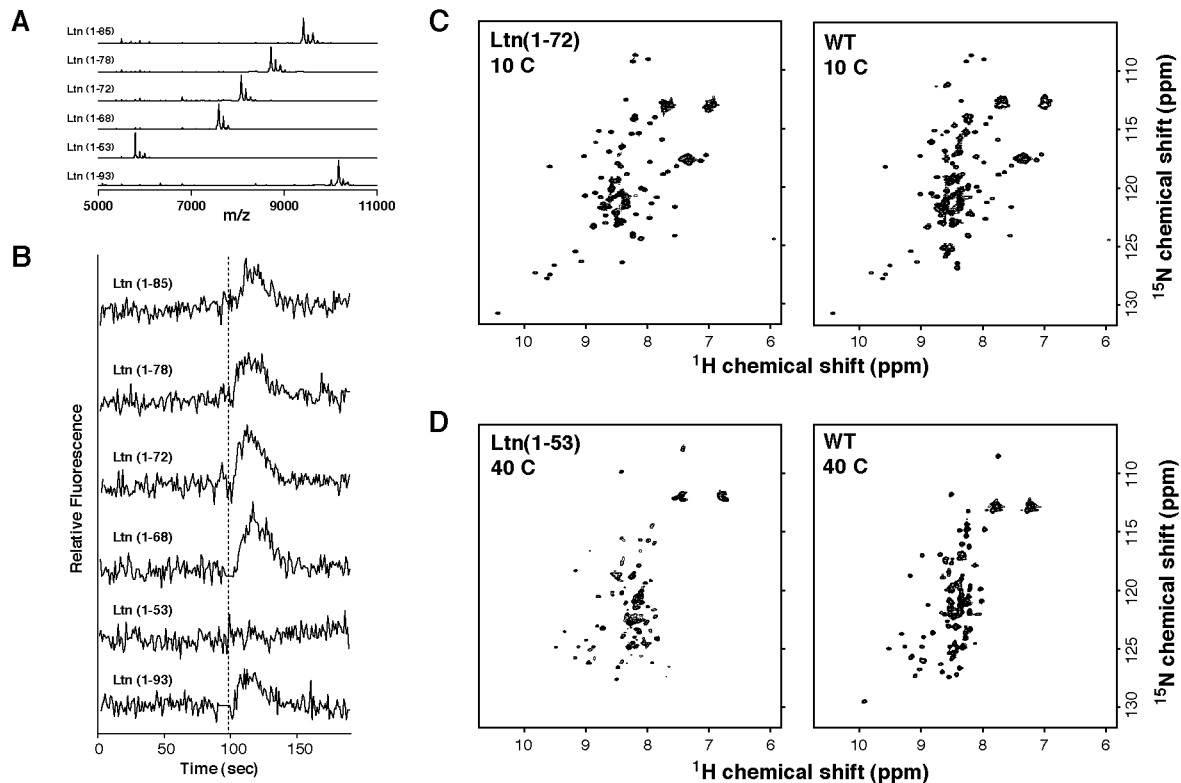 A
Ltn (1-85)
Ltn (1-78)
Ltn (1-72)
Ltn (1-68)
Ltn (1-53)
Ltn (1-93)
5000 7000 9000 11000
m/z
B
Ltn (1-85)
Ltn (1-78)
Ltn (1-72)
Ltn (1-68)
Ltn (1-53)
Ltn (1-93)
Relative Fluorescence
0 50 100 150
Time (sec)
C
Ltn(1-72)
10 C
10 9 8 7 6
WT
10 C
10 9 8 7 6
110
115
120
125
130
15N chemical shift (ppm)
1H chemical shift (ppm)
D
Ltn(1-53)
40 C
10 9 8 7 6
WT
40 C
10 9 8 7 6
110
115
120
125
130
15N chemical shift (ppm)
1H chemical shift (ppm)